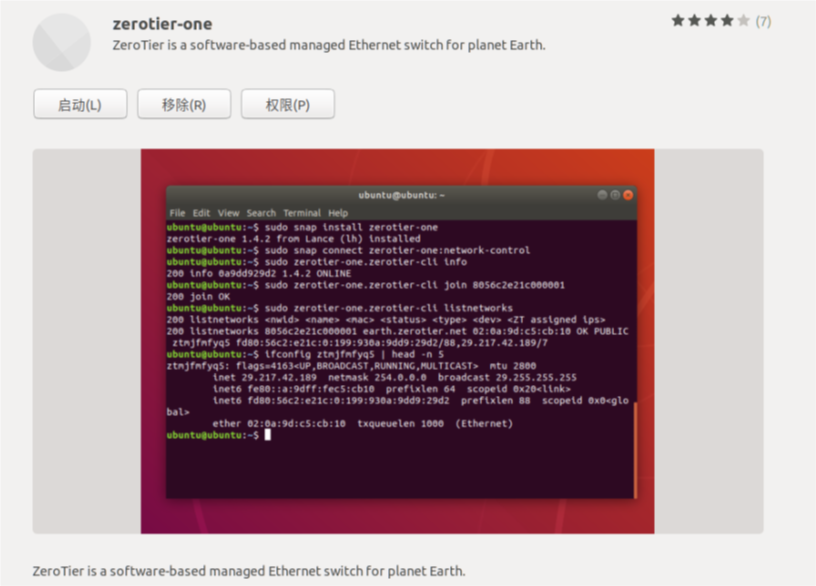 zerotier-one
(7)
ZeroTier is a software-based managed Ethernet switch for planet Earth.
启动(L) 移除(R) 权限(P)
ubuntu@ubuntu: ~
File Edit View Search Terminal Help
ubuntu@ubuntu:~$ sudo snap install zerotier-one
zerotier-one 1.4.2 from Lance (lh) installed
ubuntu@ubuntu:~$ sudo snap connect zerotier-one:network-control
ubuntu@ubuntu:~$ sudo zerotier-one.zerotier-cli info
200 info 0a9dd929d2 1.4.2 ONLINE
ubuntu@ubuntu:~$ sudo zerotier-one.zerotier-cli join 8056c2e21c000001
200 join OK
ubuntu@ubuntu:~$ sudo zerotier-one.zerotier-cli listnetworks
200 listnetworks <nwid> <name> <mac> <status> <type> <dev> <ZT assigned ips>
200 listnetworks 8056c2e21c000001 earth.zerotier.net 02:0a:9d:c5:cb:10 OK PUBLIC
ztmjfmfyq5 fd80:56c2:e21c:0:199:930a:9dd9:29d2/88,29.217.42.189/7
ubuntu@ubuntu:~$ ifconfig ztmjfmfyq5 | head -n 5
ztmjfmfyq5: flags=4163<UP,BROADCAST,RUNNING,MULTICAST> mtu 2800
inet 29.217.42.189 netmask 254.0.0.0 broadcast 29.255.255.255
inet6 fe80::a:9dff:fec5:cb10 prefixlen 64 scopeid 0x20<link>
inet6 fd80:56c2:e21c:0:199:930a:9dd9:29d2 prefixlen 88 scopeid 0x0<glo
bal>
ether 02:0a:9d:c5:cb:10 txqueuelen 1000 (Ethernet)
ubuntu@ubuntu:~$
ZeroTier is a software-based managed Ethernet switch for planet Earth.